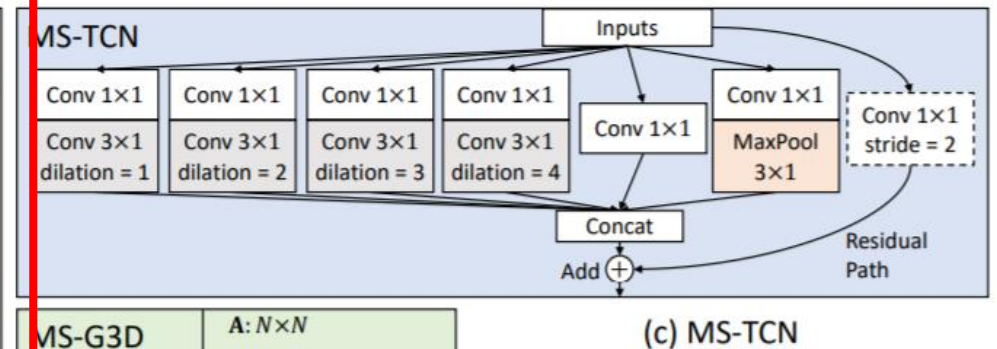 MS-TCN
Inputs
Conv 1×1
Conv 3×1
dilation = 1
Conv 1×1
Conv 3×1
dilation = 2
Conv 1×1
Conv 3×1
dilation = 3
Conv 1×1
Conv 3×1
dilation = 4
Conv 1×1
Conv 1×1
MaxPool
3×1
Conv 1×1
stride = 2
Concat
Add +
Residual
Path
MS-G3D
A: N×N
(c) MS-TCN